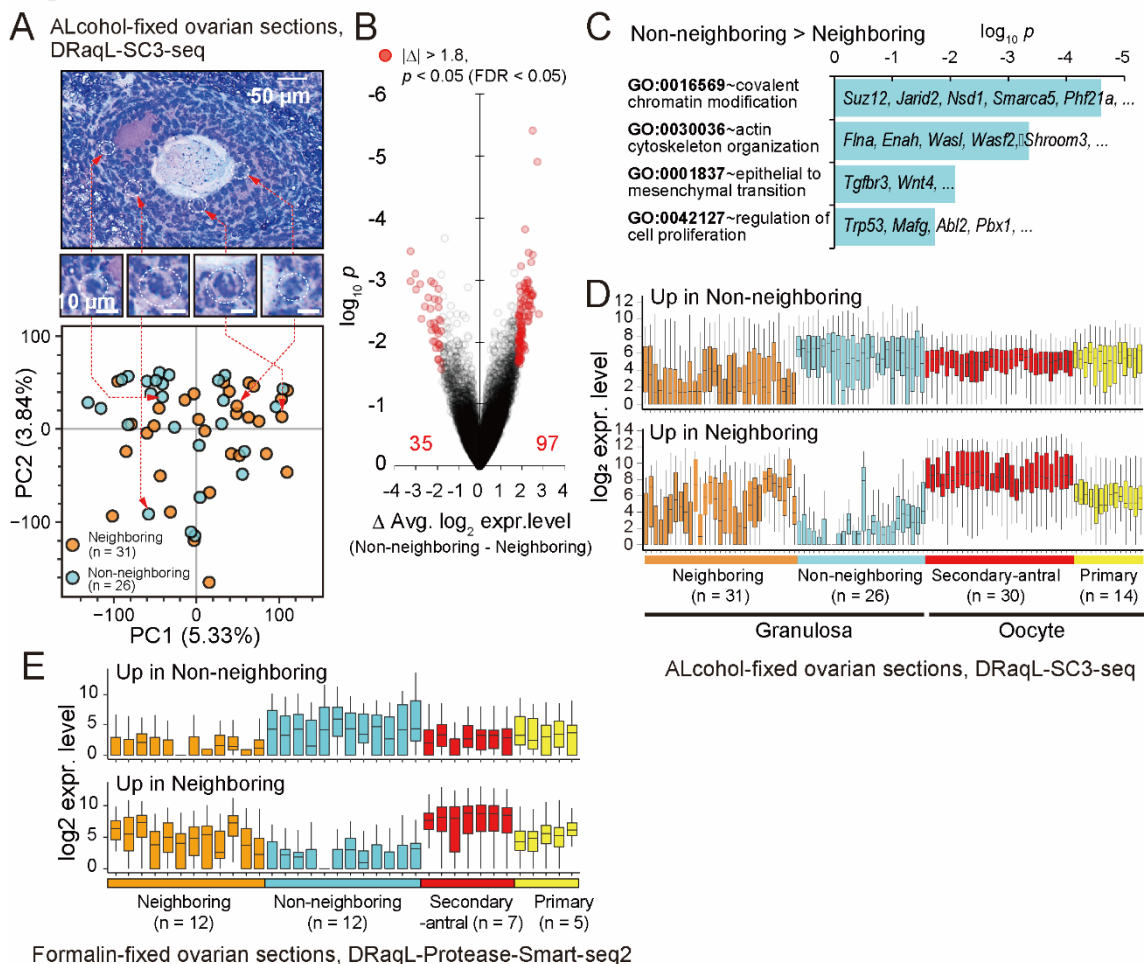 A
ALcohol-fixed ovarian sections,
DRaqL-SC3-seq
50 µm
10 µm
100
0
−100
PC2 (3.84%)
Neighboring
(n = 31)
Non-neighboring
(n = 26)
−100 0 100
PC1 (5.33%)
B
|Δ| > 1.8,
p < 0.05 (FDR < 0.05)
-6
-5
-4
-3
-2
-1
0
log₁₀ p
35 97
−4 −3 −2 −1 0 1 2 3 4
Δ Avg. log₂ expr.level
(Non-neighboring - Neighboring)
C
Non-neighboring > Neighboring
log₁₀ p
0 -1 -2 -3 -4 -5
GO:0016569~covalent
chromatin modification
Suz12, Jarid2, Nsd1, Smarca5, Phf21a, ...
GO:0030036~actin
cytoskeleton organization
Flna, Enah, Wasl, Wasf2,▯Shroom3, ...
GO:0001837~epithelial to
mesenchymal transition
Tgfbr3, Wnt4, ...
GO:0042127~regulation of
cell proliferation
Trp53, Mafg, Abl2, Pbx1, ...
D
Up in Non-neighboring
12
10
8
6
4
2
0
Up in Neighboring
14
12
10
8
6
4
2
0
log₂ expr. level
Neighboring
(n = 31)
Non-neighboring
(n = 26)
Secondary-antral
(n = 30)
Primary
(n = 14)
Granulosa
Oocyte
ALcohol-fixed ovarian sections, DRaqL-SC3-seq
E
Up in Non-neighboring
10
5
0
Up in Neighboring
10
5
0
log2 expr. level
Neighboring
(n = 12)
Non-neighboring
(n = 12)
Secondary
-antral (n = 7)
Primary
(n = 5)
Formalin-fixed ovarian sections, DRaqL-Protease-Smart-seq2